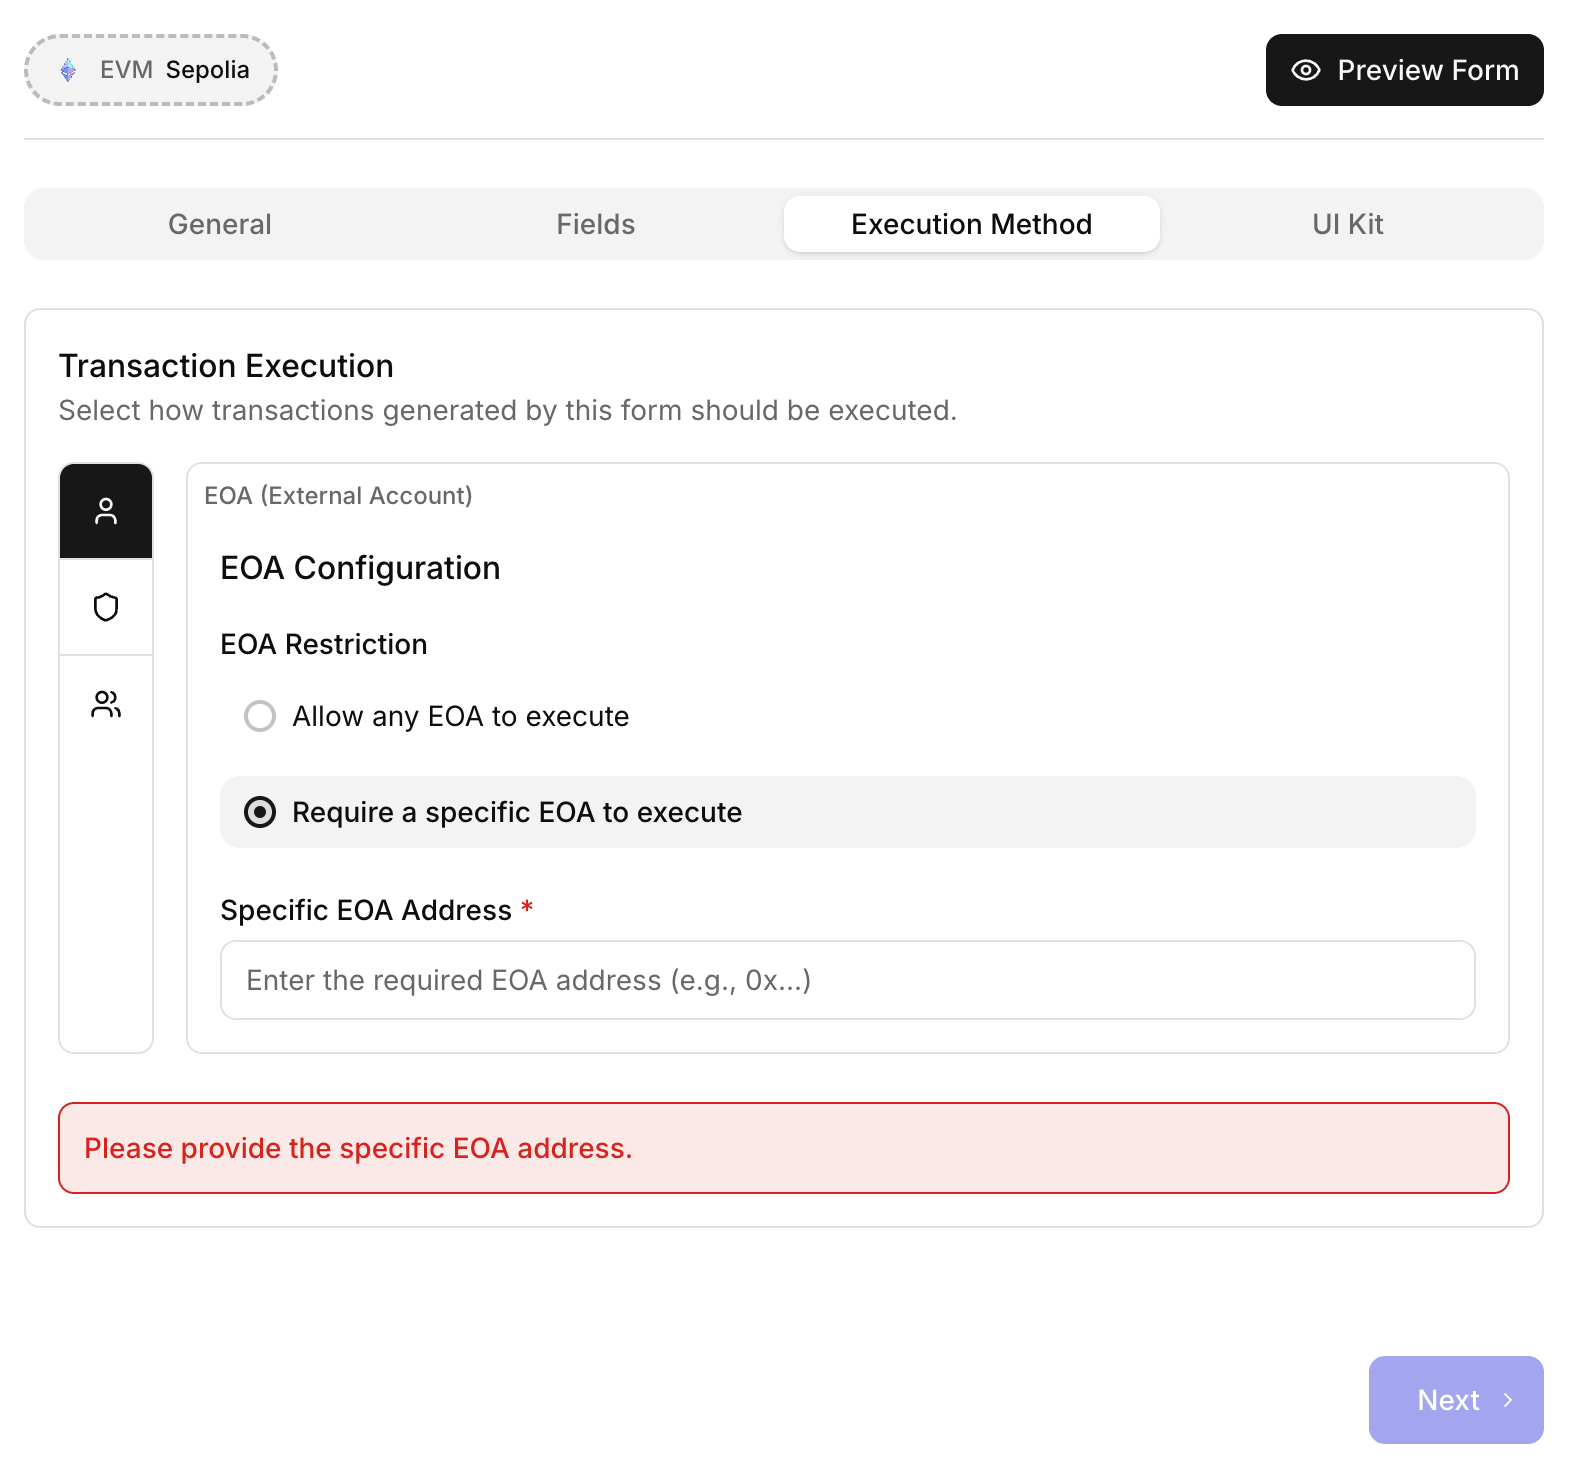 EVM Sepolia
Preview Form
General
Fields
Execution Method
UI Kit
Transaction Execution
Select how transactions generated by this form should be executed.
EOA (External Account)
EOA Configuration
EOA Restriction
Allow any EOA to execute
Require a specific EOA to execute
Specific EOA Address *
Enter the required EOA address (e.g., 0x...)
Please provide the specific EOA address.
Next